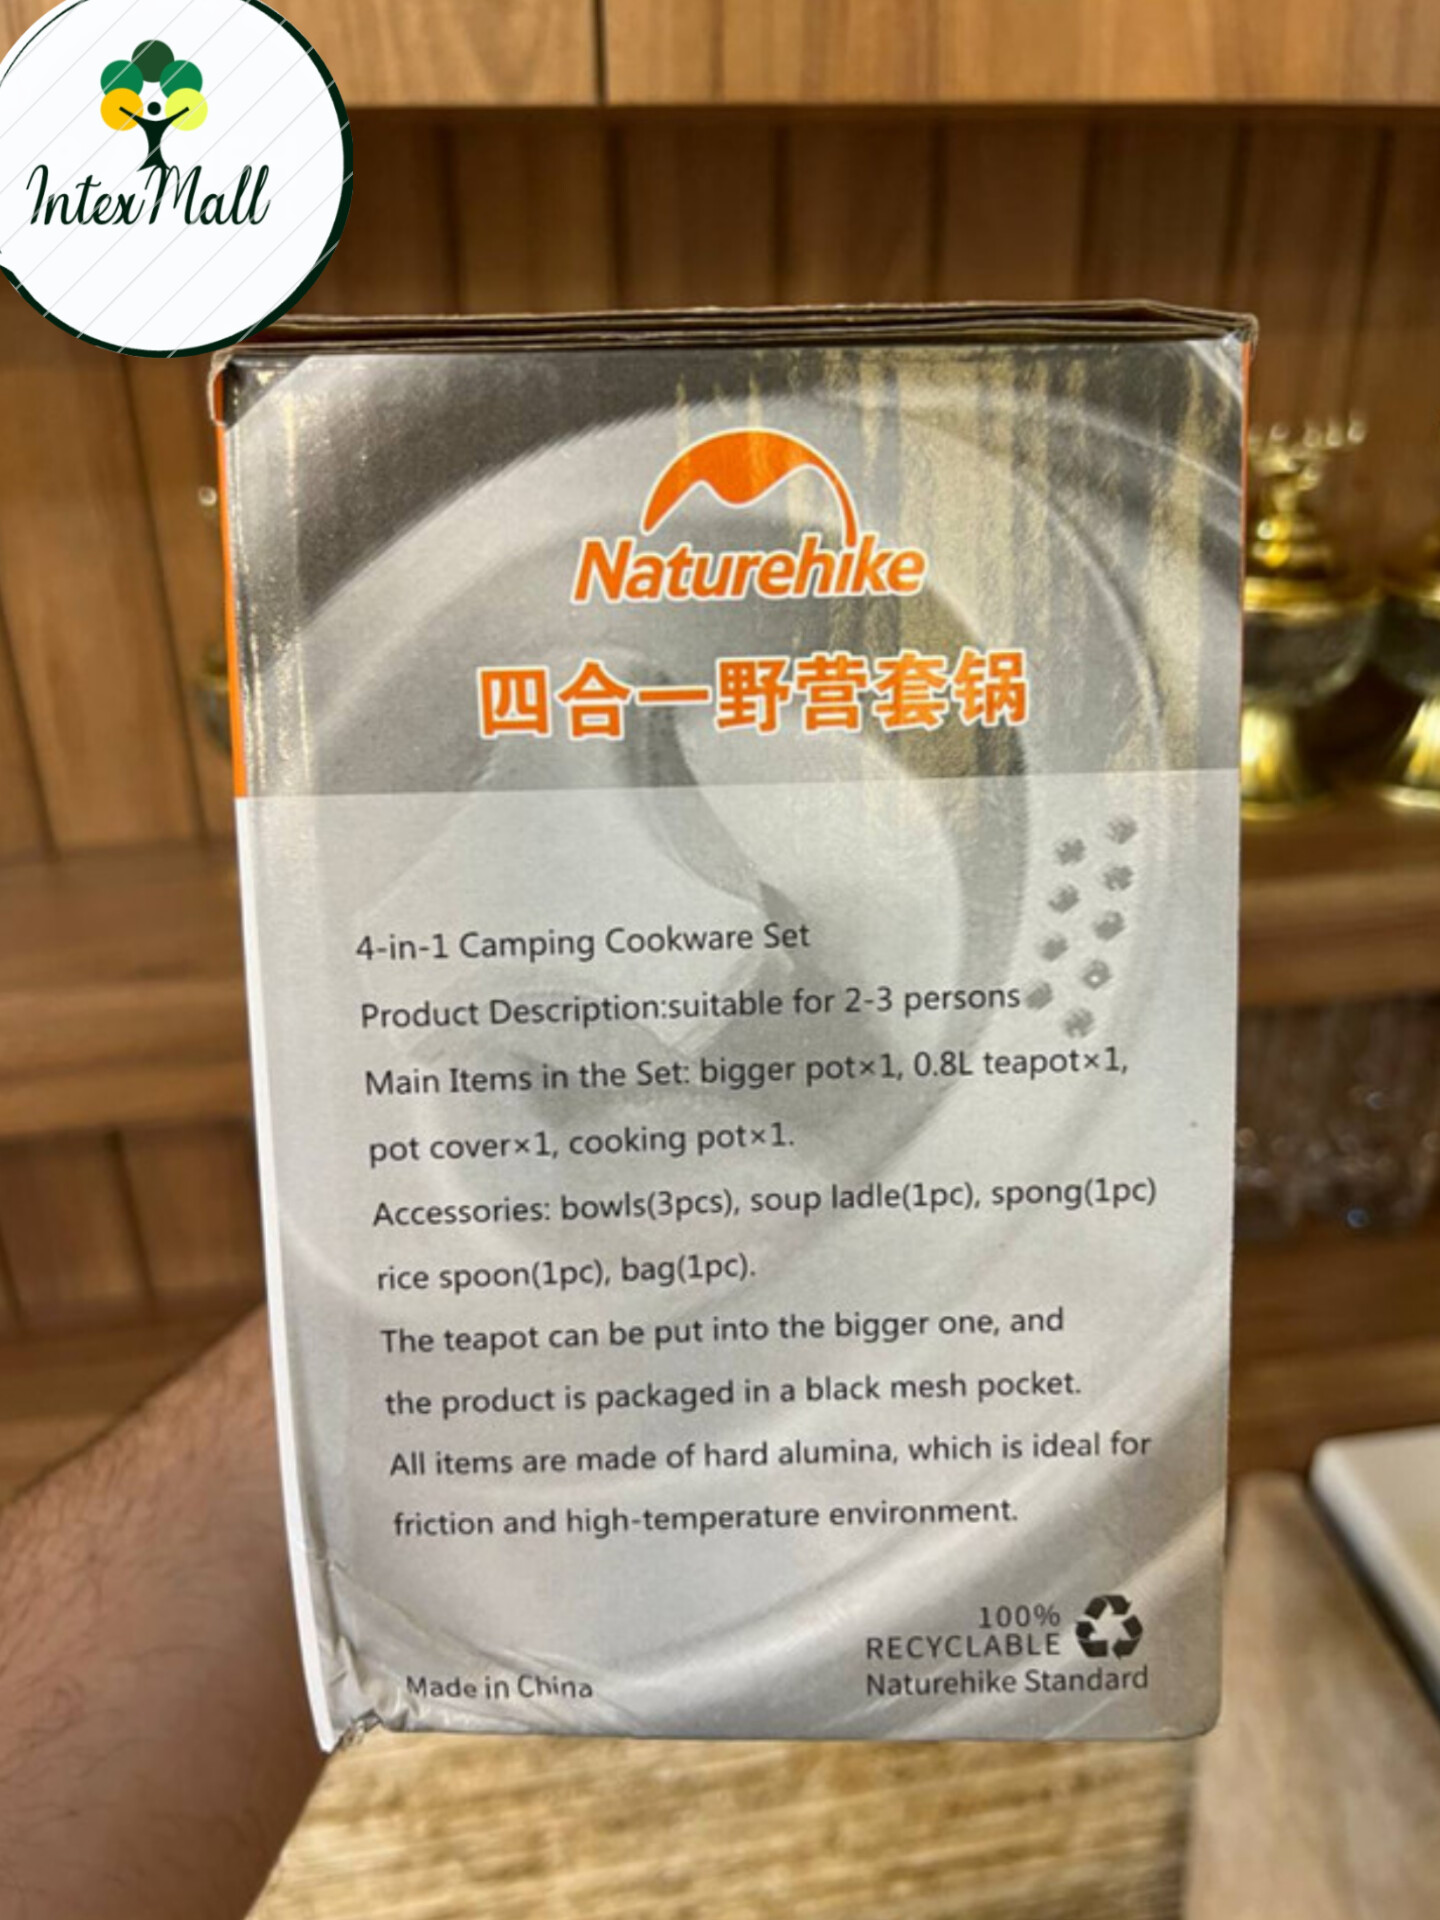 Intex Mall
Naturehike
四合一野营套锅
4-in-1 Camping Cookware Set
Product Description:suitable for 2-3 persons
Main Items in the Set: bigger pot×1, 0.8L teapot×1,
pot cover×1, cooking pot×1.
Accessories: bowls(3pcs), soup ladle(1pc), spong(1pc)
rice spoon(1pc), bag(1pc).
The teapot can be put into the bigger one, and
the product is packaged in a black mesh pocket.
All items are made of hard alumina, which is ideal for
friction and high-temperature environment.
100%
RECYCLABLE
Naturehike Standard
Made in China